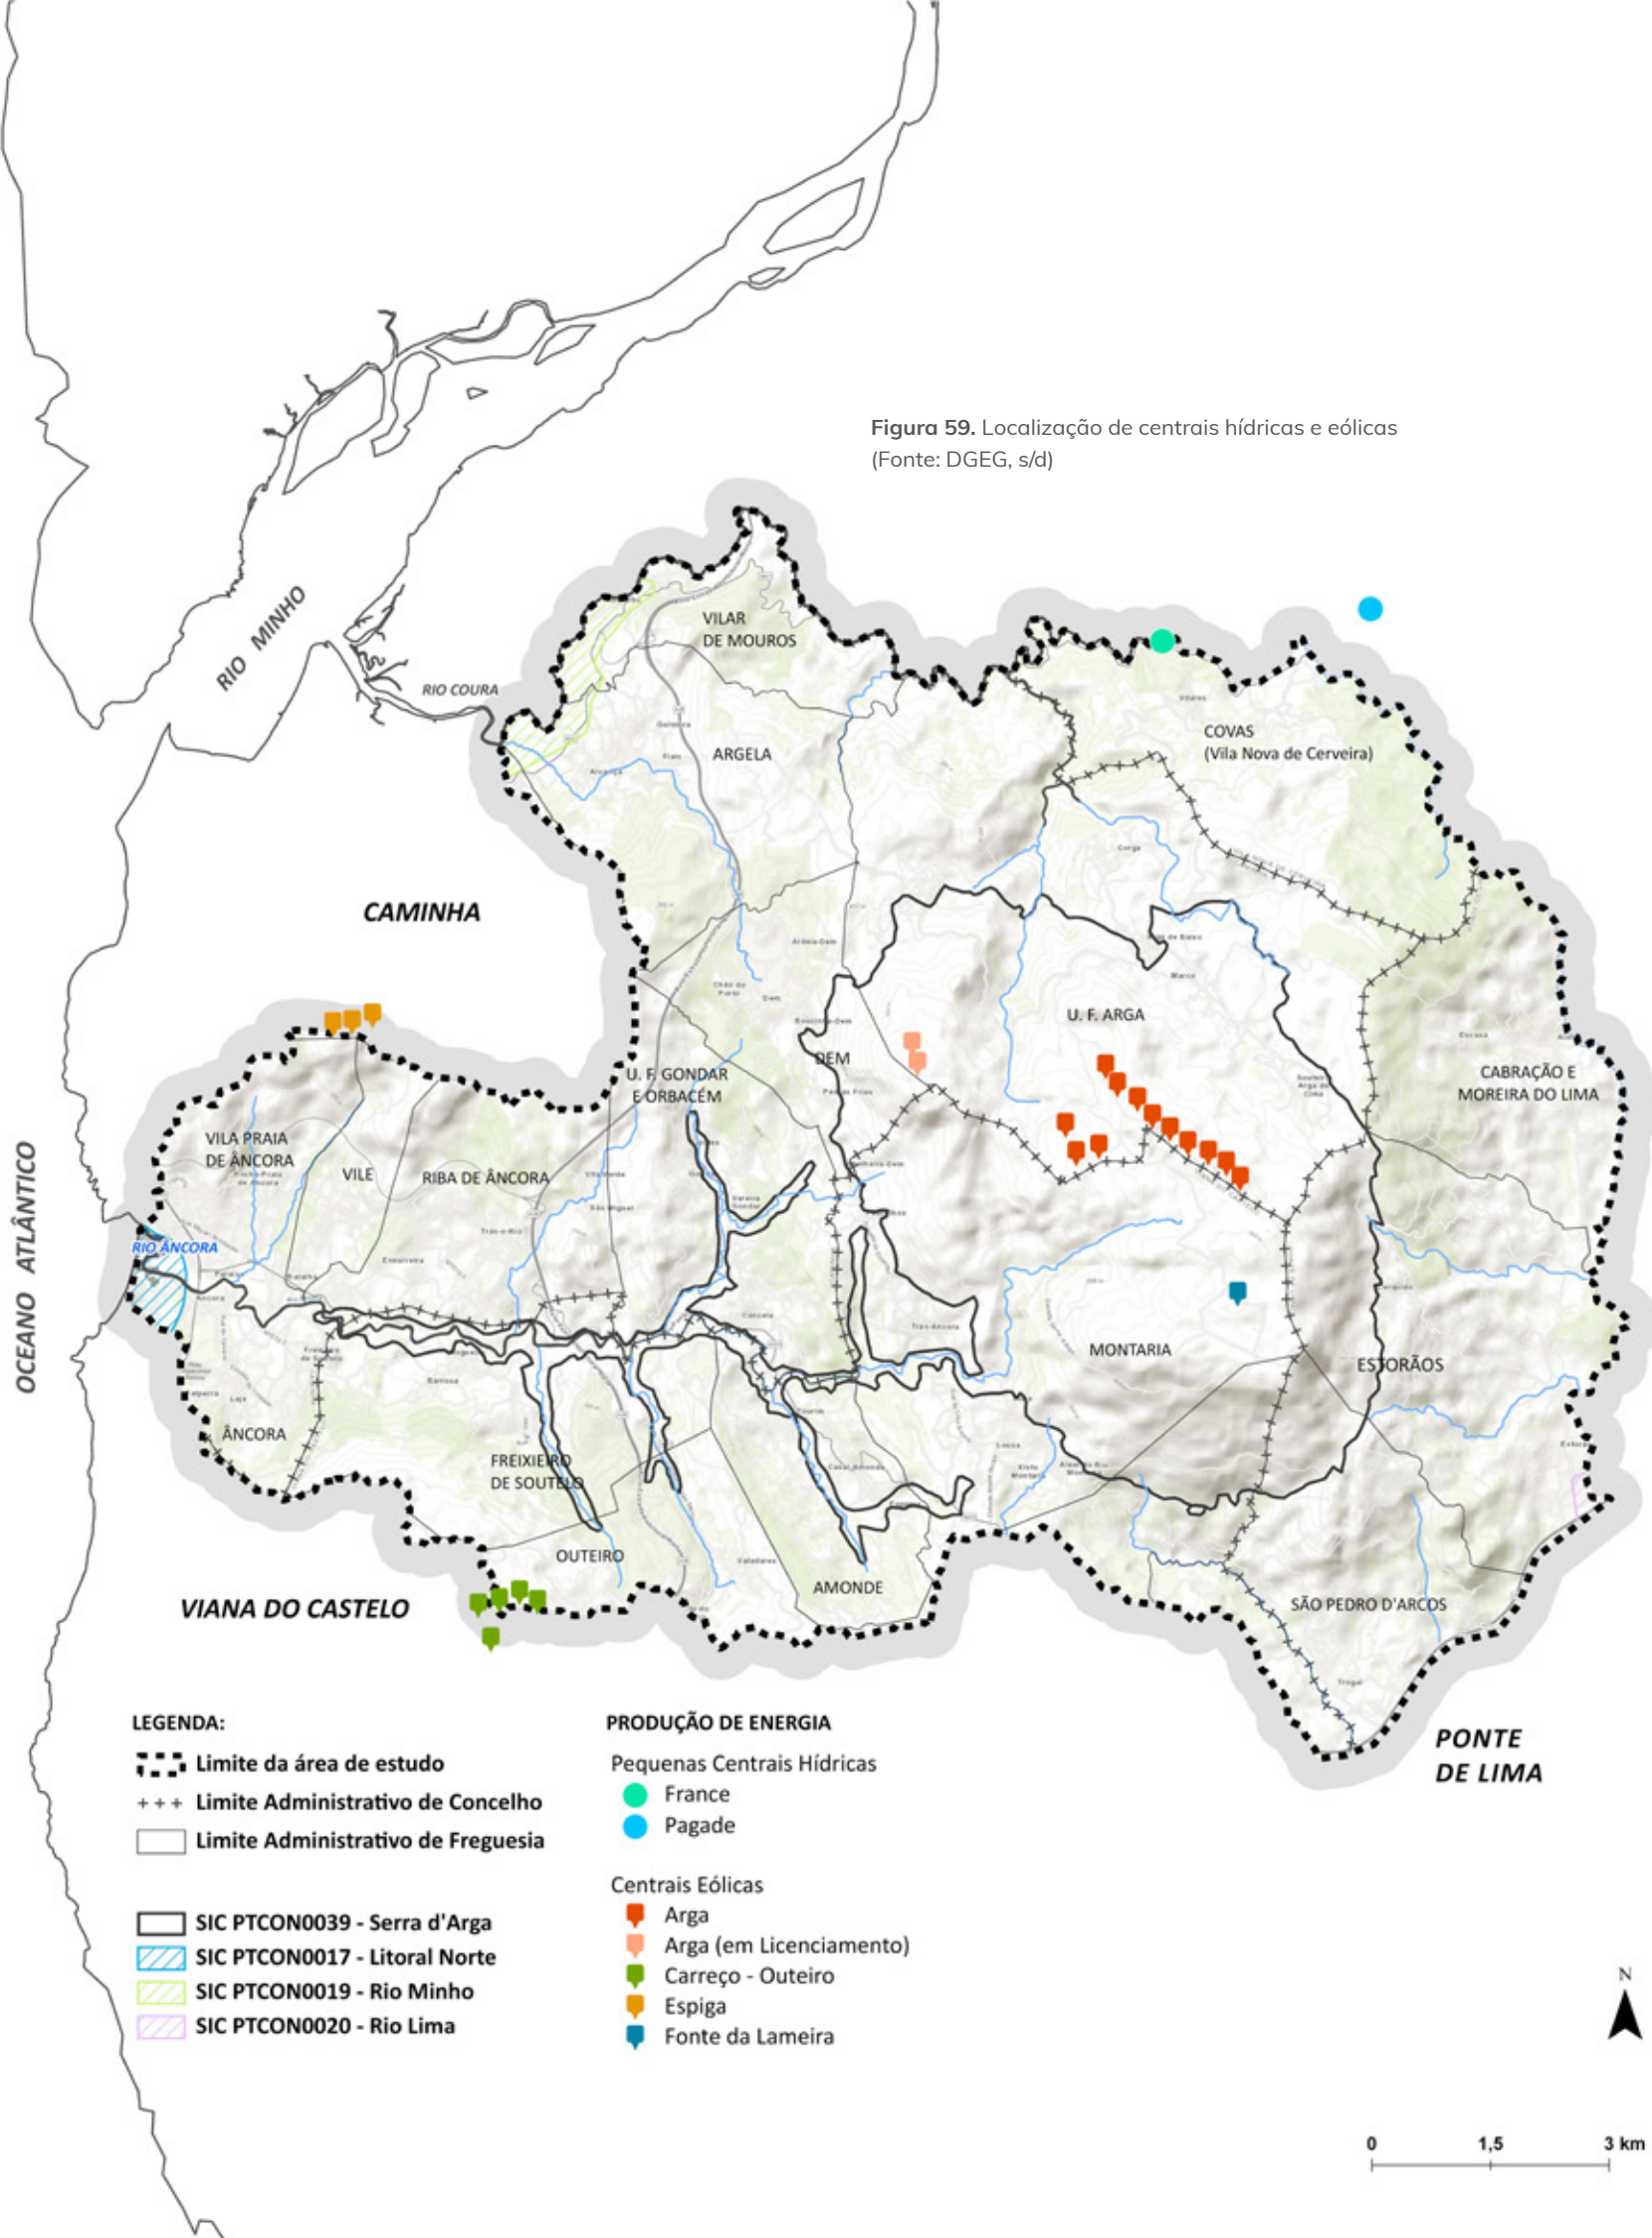 Figura 59. Localização de centrais hídricas e eólicas
(Fonte: DGEG, s/d)
RIO MINHO
RIO COURA
VILAR
DE MOUROS
ARGELA
COVAS
(Vila Nova de Cerveira)
CAMINHA
U. F. ARGA
DEM
U. F. GONDAR
E ORBACÉM
CABRAÇÃO E
MOREIRA DO LIMA
VILA PRAIA
DE ÂNCORA
VILE
RIBA DE ÂNCORA
OCEANO ATLÂNTICO
RIO ÂNCORA
MONTARIA
ESTORÃOS
ÂNCORA
FREIXIEIRO
DE SOUTELO
OUTEIRO
AMONDE
SÃO PEDRO D'ARCOS
VIANA DO CASTELO
PONTE
DE LIMA
LEGENDA:
Limite da área de estudo
Limite Administrativo de Concelho
Limite Administrativo de Freguesia
SIC PTCON0039 - Serra d'Arga
SIC PTCON0017 - Litoral Norte
SIC PTCON0019 - Rio Minho
SIC PTCON0020 - Rio Lima
PRODUÇÃO DE ENERGIA
Pequenas Centrais Hídricas
France
Pagade
Centrais Eólicas
Arga
Arga (em Licenciamento)
Carreço - Outeiro
Espiga
Fonte da Lameira
N
0 1,5 3 km